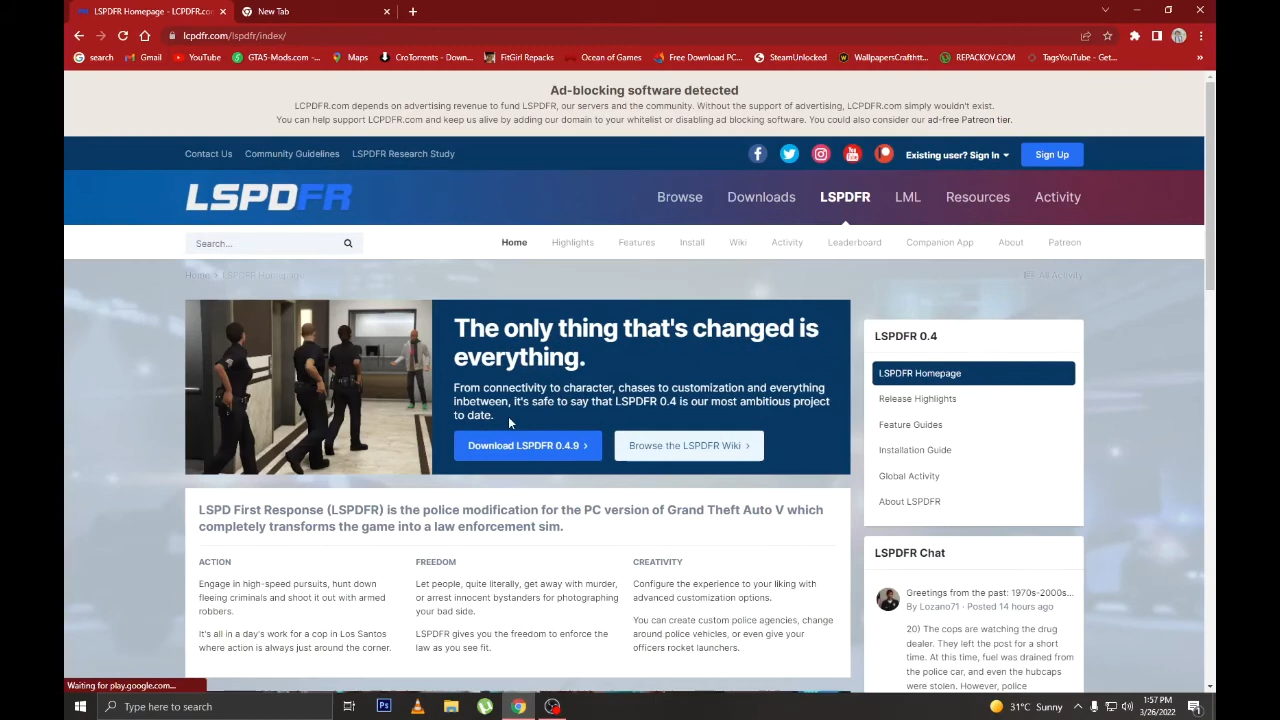 LSPDFR Homepage - LCPDFR.co
New Tab
lcpdfr.com/lspdfr/index/
search
Gmail
YouTube
GTA5-Mods.com -...
Maps
CroTorrents - Down...
FitGirl Repacks
Ocean of Games
Free Download PC...
SteamUnlocked
WallpapersCrafthtt...
REPACKOV.COM
TagsYouTube - Get...
Ad-blocking software detected
LCPDFR.com depends on advertising revenue to fund LSPDFR, our servers and the community. Without the support of advertising, LCPDFR.com simply wouldn't exist.
You can help support LCPDFR.com and keep us alive by adding our domain to your whitelist or disabling ad blocking software. You could also consider our ad-free Patreon tier.
Contact Us Community Guidelines LSPDFR Research Study
Existing user? Sign In
Sign Up
LSPDFR
Browse Downloads LSPDFR LML Resources Activity
Search...
Home Highlights Features Install Wiki Activity Leaderboard Companion App About Patreon
Home > LSPDFR Homepage
All Activity
The only thing that's changed is
everything.
From connectivity to character, chases to customization and everything
inbetween, it's safe to say that LSPDFR 0.4 is our most ambitious project
to date.
Download LSPDFR 0.4.9 ›
Browse the LSPDFR Wiki ›
LSPDFR 0.4
LSPDFR Homepage
Release Highlights
Feature Guides
Installation Guide
Global Activity
About LSPDFR
LSPD First Response (LSPDFR) is the police modification for the PC version of Grand Theft Auto V which
completely transforms the game into a law enforcement sim.
ACTION
Engage in high-speed pursuits, hunt down
fleeing criminals and shoot it out with armed
robbers.
It's all in a day's work for a cop in Los Santos
where action is always just around the corner.
FREEDOM
Let people, quite literally, get away with murder,
or arrest innocent bystanders for photographing
your bad side.
LSPDFR gives you the freedom to enforce the
law as you see fit.
CREATIVITY
Configure the experience to your liking with
advanced customization options.
You can create custom police agencies, change
around police vehicles, or even give your
officers rocket launchers.
LSPDFR Chat
Greetings from the past: 1970s-2000s...
By Lozano71 · Posted 14 hours ago
20) The cops are watching the drug
dealer. They left the post for a short
time. At this time, fuel was drained from
the police car, and even the hubcaps
were stolen. However, police
Waiting for play.google.com...
Type here to search
Ps
31°C Sunny
1:57 PM
3/26/2022